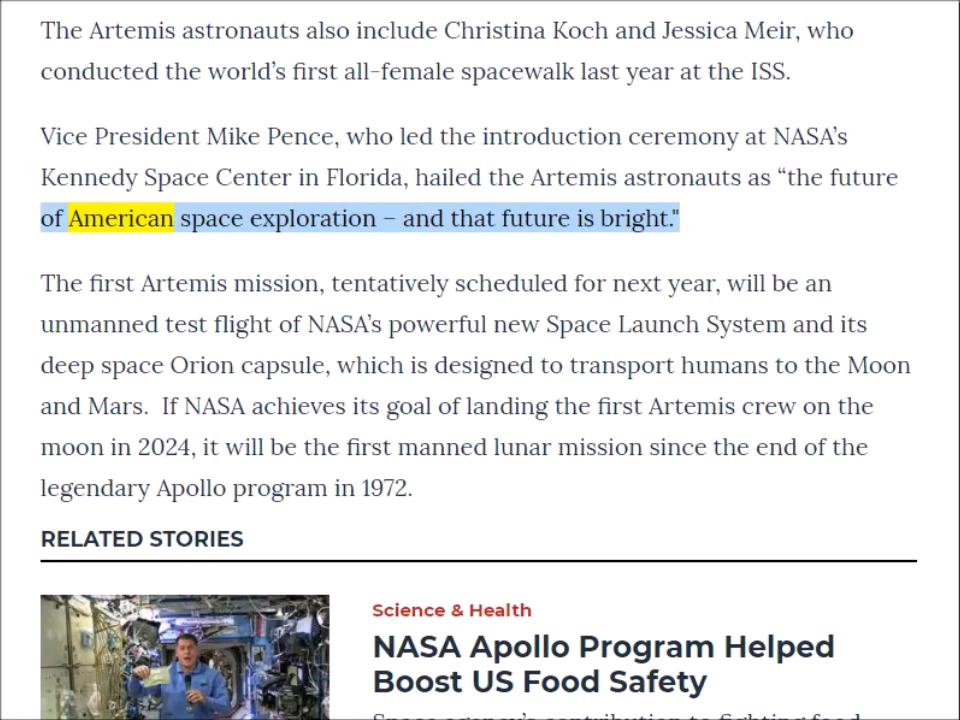 The Artemis astronauts also include Christina Koch and Jessica Meir, who
conducted the world’s first all-female spacewalk last year at the ISS.
Vice President Mike Pence, who led the introduction ceremony at NASA’s
Kennedy Space Center in Florida, hailed the Artemis astronauts as “the future
of American space exploration – and that future is bright."
The first Artemis mission, tentatively scheduled for next year, will be an
unmanned test flight of NASA’s powerful new Space Launch System and its
deep space Orion capsule, which is designed to transport humans to the Moon
and Mars.  If NASA achieves its goal of landing the first Artemis crew on the
moon in 2024, it will be the first manned lunar mission since the end of the
legendary Apollo program in 1972.
RELATED STORIES
Science & Health
NASA Apollo Program Helped
Boost US Food Safety
Space agency’s contribution to fighting food